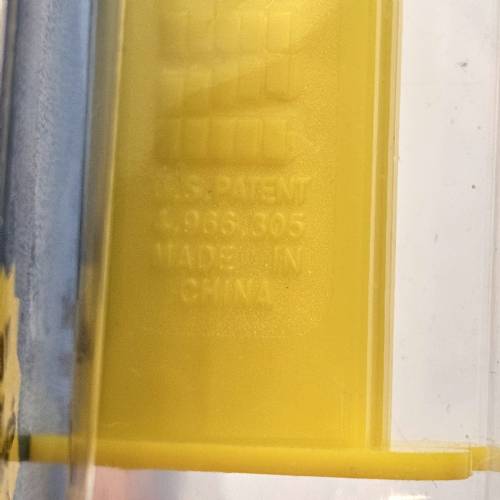 U.S. PATENT
4,966,305
MADE IN
CHINA